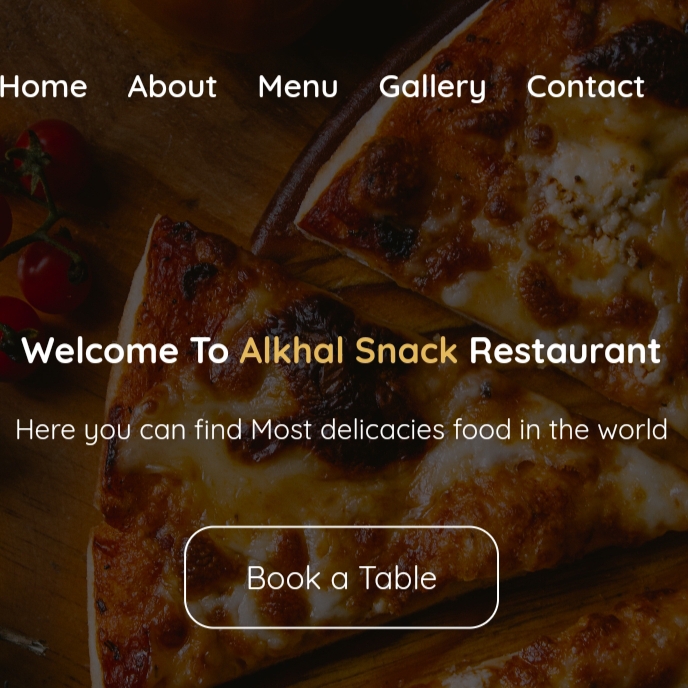 Home About Menu Gallery Contact
Welcome To Alkhal Snack Restaurant
Here you can find Most delicacies food in the world
Book a Table